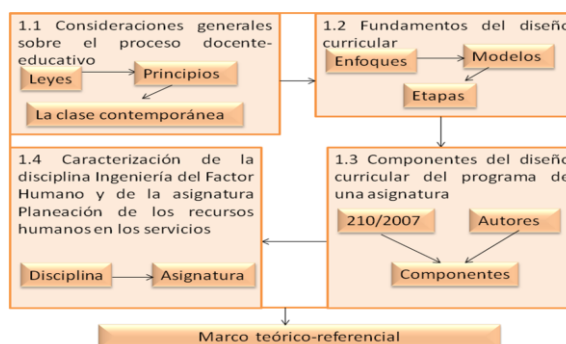 1.1 Consideraciones generales
sobre el proceso docente-
educativo
Leyes
Principios
La clase contemporánea
1.2 Fundamentos del diseño
curricular
Enfoques
Modelos
Etapas
1.4 Caracterización de la
disciplina Ingeniería del Factor
Humano y de la asignatura
Planeación de los recursos
humanos en los servicios
Disciplina
Asignatura
1.3 Componentes del diseño
curricular del programa de
una asignatura
210/2007
Autores
Componentes
Marco teórico-referencial